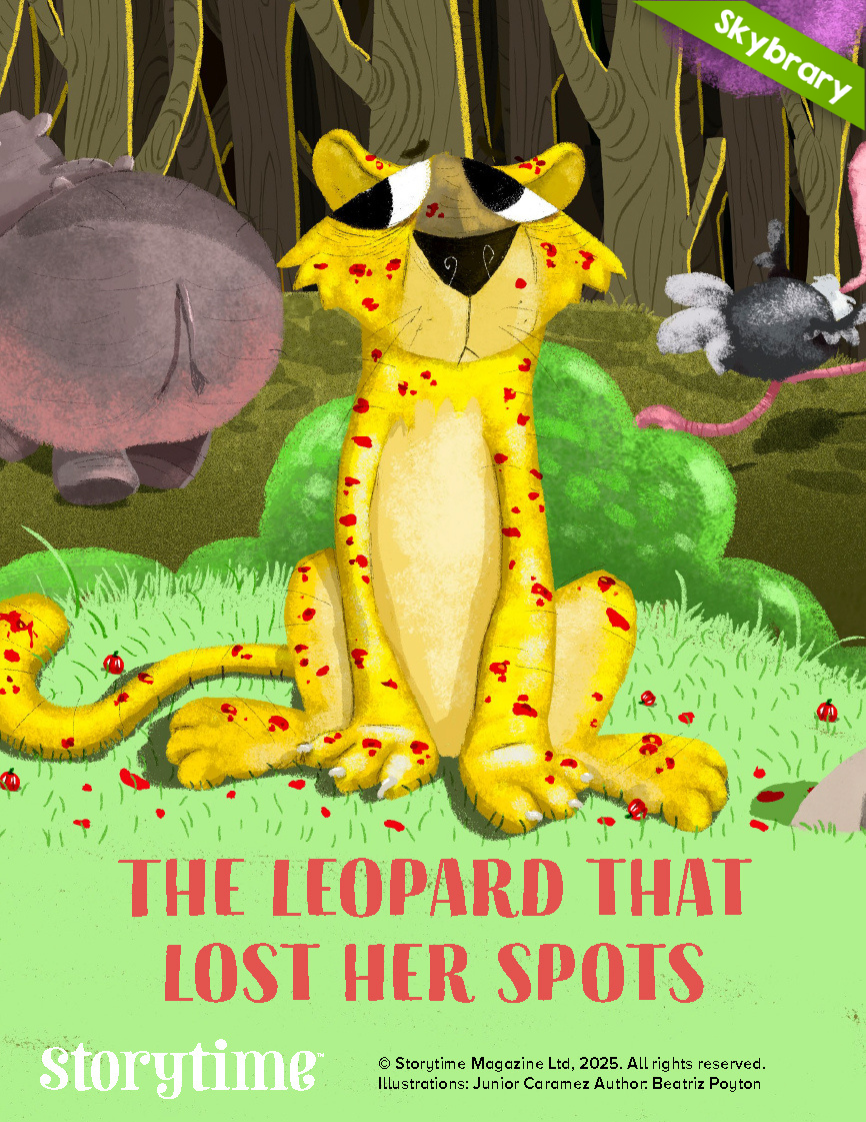 Skybrary
THE LEOPARD THAT
LOST HER SPOTS
Storytime™
© Storytime Magazine Ltd, 2025. All rights reserved.
Illustrations: Junior Caramez Author: Beatriz Poyton